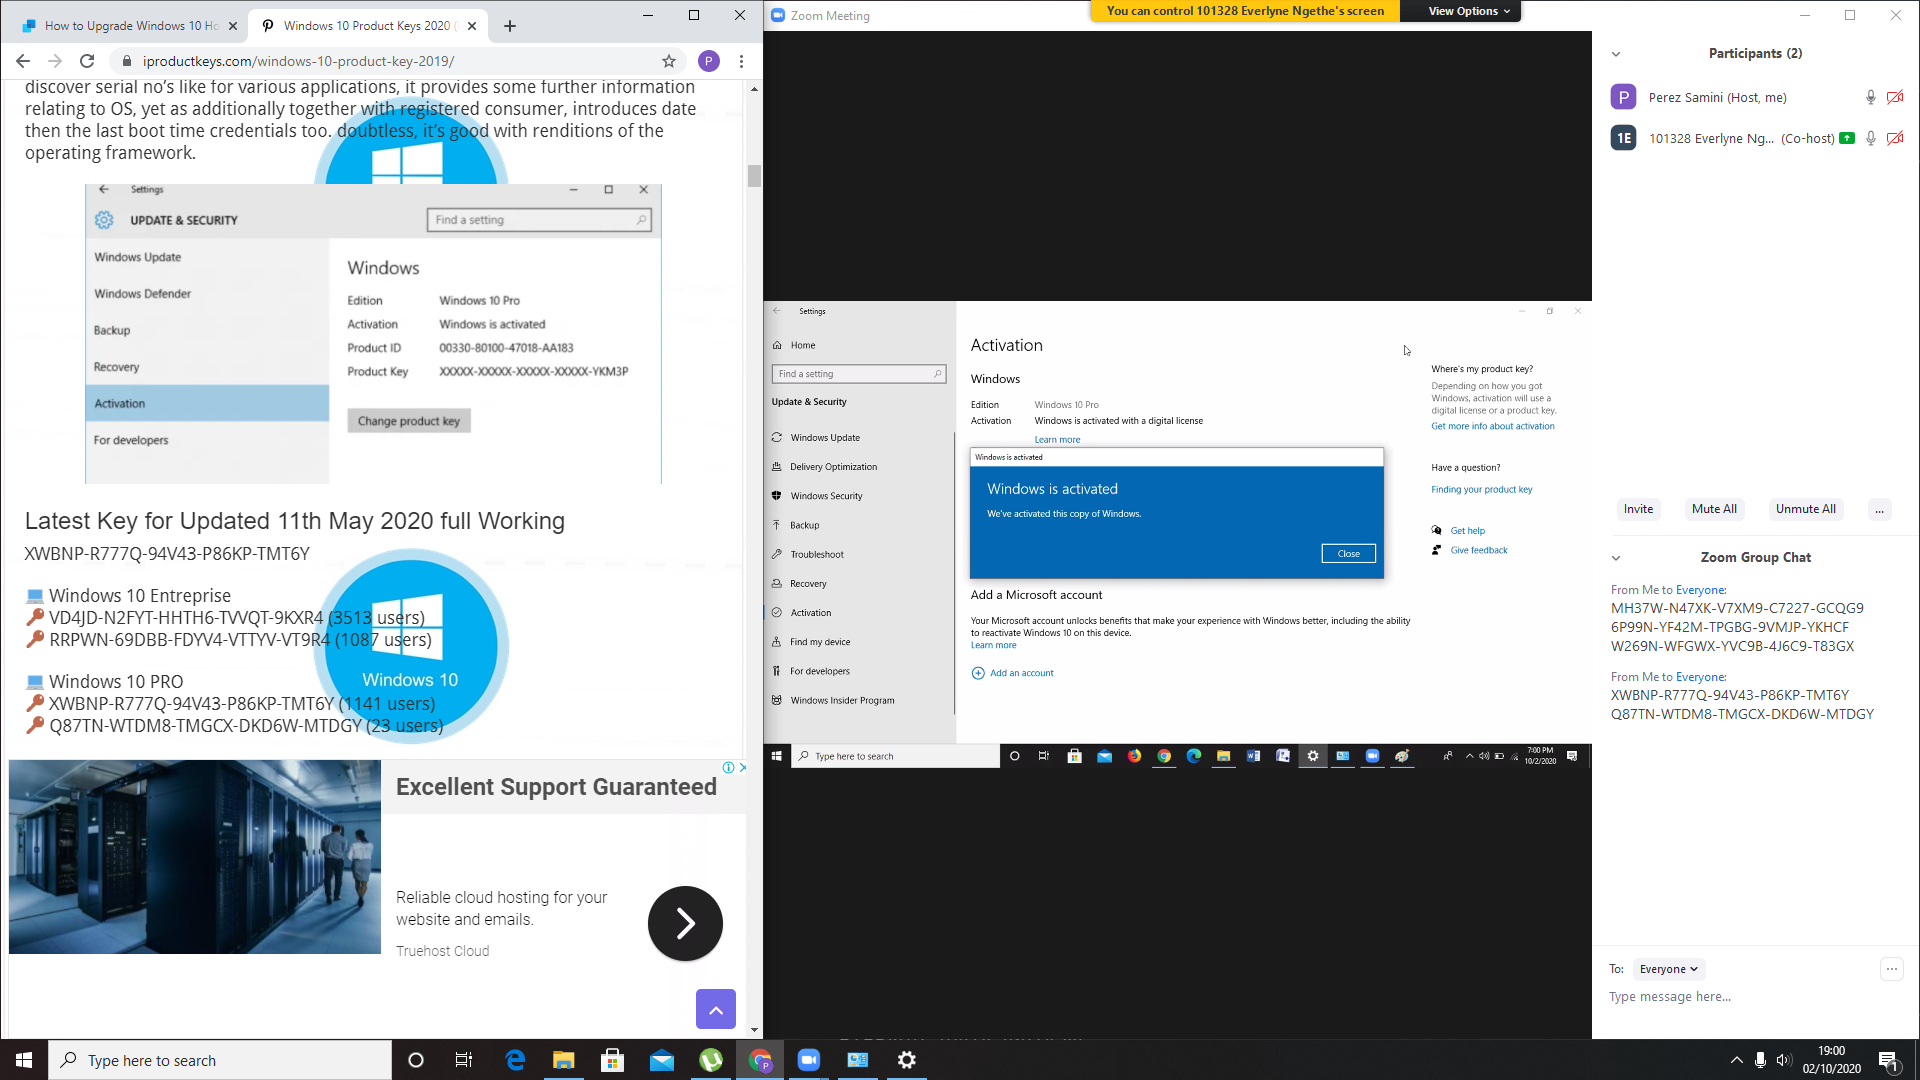 How to Upgrade Windows 10 Ho
Windows 10 Product Keys 2020 (
iproductkeys.com/windows-10-product-key-2019/
P
discover serial no's like for various applications, it provides some further information
relating to OS, yet as additionally together with registered consumer, introduces date
then the last boot time credentials too. doubtless, it's good with renditions of the
operating framework.
Settings
UPDATE & SECURITY
Find a setting
Windows Update
Windows Defender
Backup
Recovery
Activation
For developers
Windows
Edition Windows 10 Pro
Activation Windows is activated
Product ID 00330-80100-47018-AA183
Product Key XXXXX-XXXXX-XXXXX-XXXXX-YKM3P
Change product key
Latest Key for Updated 11th May 2020 full Working
XWBNP-R777Q-94V43-P86KP-TMT6Y
Windows 10 Entreprise
VD4JD-N2FYT-HHTH6-TVVQT-9KXR4 (3513 users)
RRPWN-69DBB-FDYV4-VTTYV-VT9R4 (1087 users)
Windows 10
Windows 10 PRO
XWBNP-R777Q-94V43-P86KP-TMT6Y (1141 users)
Q87TN-WTDM8-TMGCX-DKD6W-MTDGY (23 users)
Excellent Support Guaranteed
Reliable cloud hosting for your
website and emails.
Truehost Cloud
Zoom Meeting
You can control 101328 Everlyne Ngethe's screen
View Options
Settings
Home
Find a setting
Update & Security
Windows Update
Delivery Optimization
Windows Security
Backup
Troubleshoot
Recovery
Activation
Find my device
For developers
Windows Insider Program
Activation
Windows
Edition Windows 10 Pro
Activation Windows is activated with a digital license
Learn more
Windows is activated
Windows is activated
We've activated this copy of Windows.
Close
Add a Microsoft account
Your Microsoft account unlocks benefits that make your experience with Windows better, including the ability
to reactivate Windows 10 on this device.
Learn more
Add an account
Where's my product key?
Depending on how you got
Windows, activation will use a
digital license or a product key.
Get more info about activation
Have a question?
Finding your product key
Get help
Give feedback
Type here to search
7:00 PM
10/2/2020
Participants (2)
P Perez Samini (Host, me)
1E 101328 Everlyne Ng... (Co-host)
Invite
Mute All
Unmute All
...
Zoom Group Chat
From Me to Everyone:
MH37W-N47XK-V7XM9-C7227-GCQG9
6P99N-YF42M-TPGBG-9VMJP-YKHCF
W269N-WFGWX-YVC9B-4J6C9-T83GX
From Me to Everyone:
XWBNP-R777Q-94V43-P86KP-TMT6Y
Q87TN-WTDM8-TMGCX-DKD6W-MTDGY
To: Everyone
Type message here...
Type here to search
19:00
02/10/2020
1